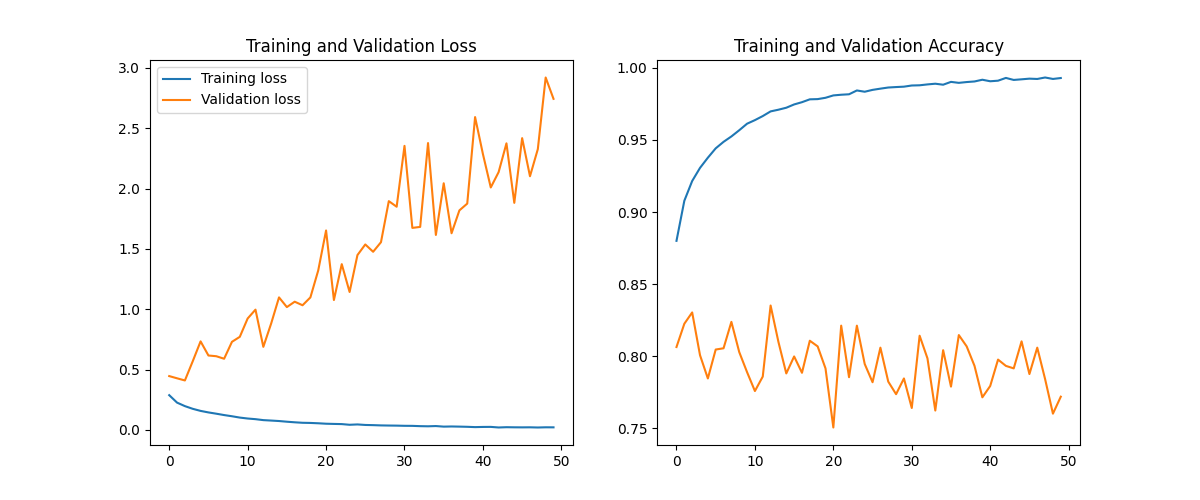 Training and Validation Loss
Training loss
Validation loss
3.0
2.5
2.0
1.5
1.0
0.5
0.0
0 10 20 30 40 50
Training and Validation Accuracy
1.00
0.95
0.90
0.85
0.80
0.75
0 10 20 30 40 50